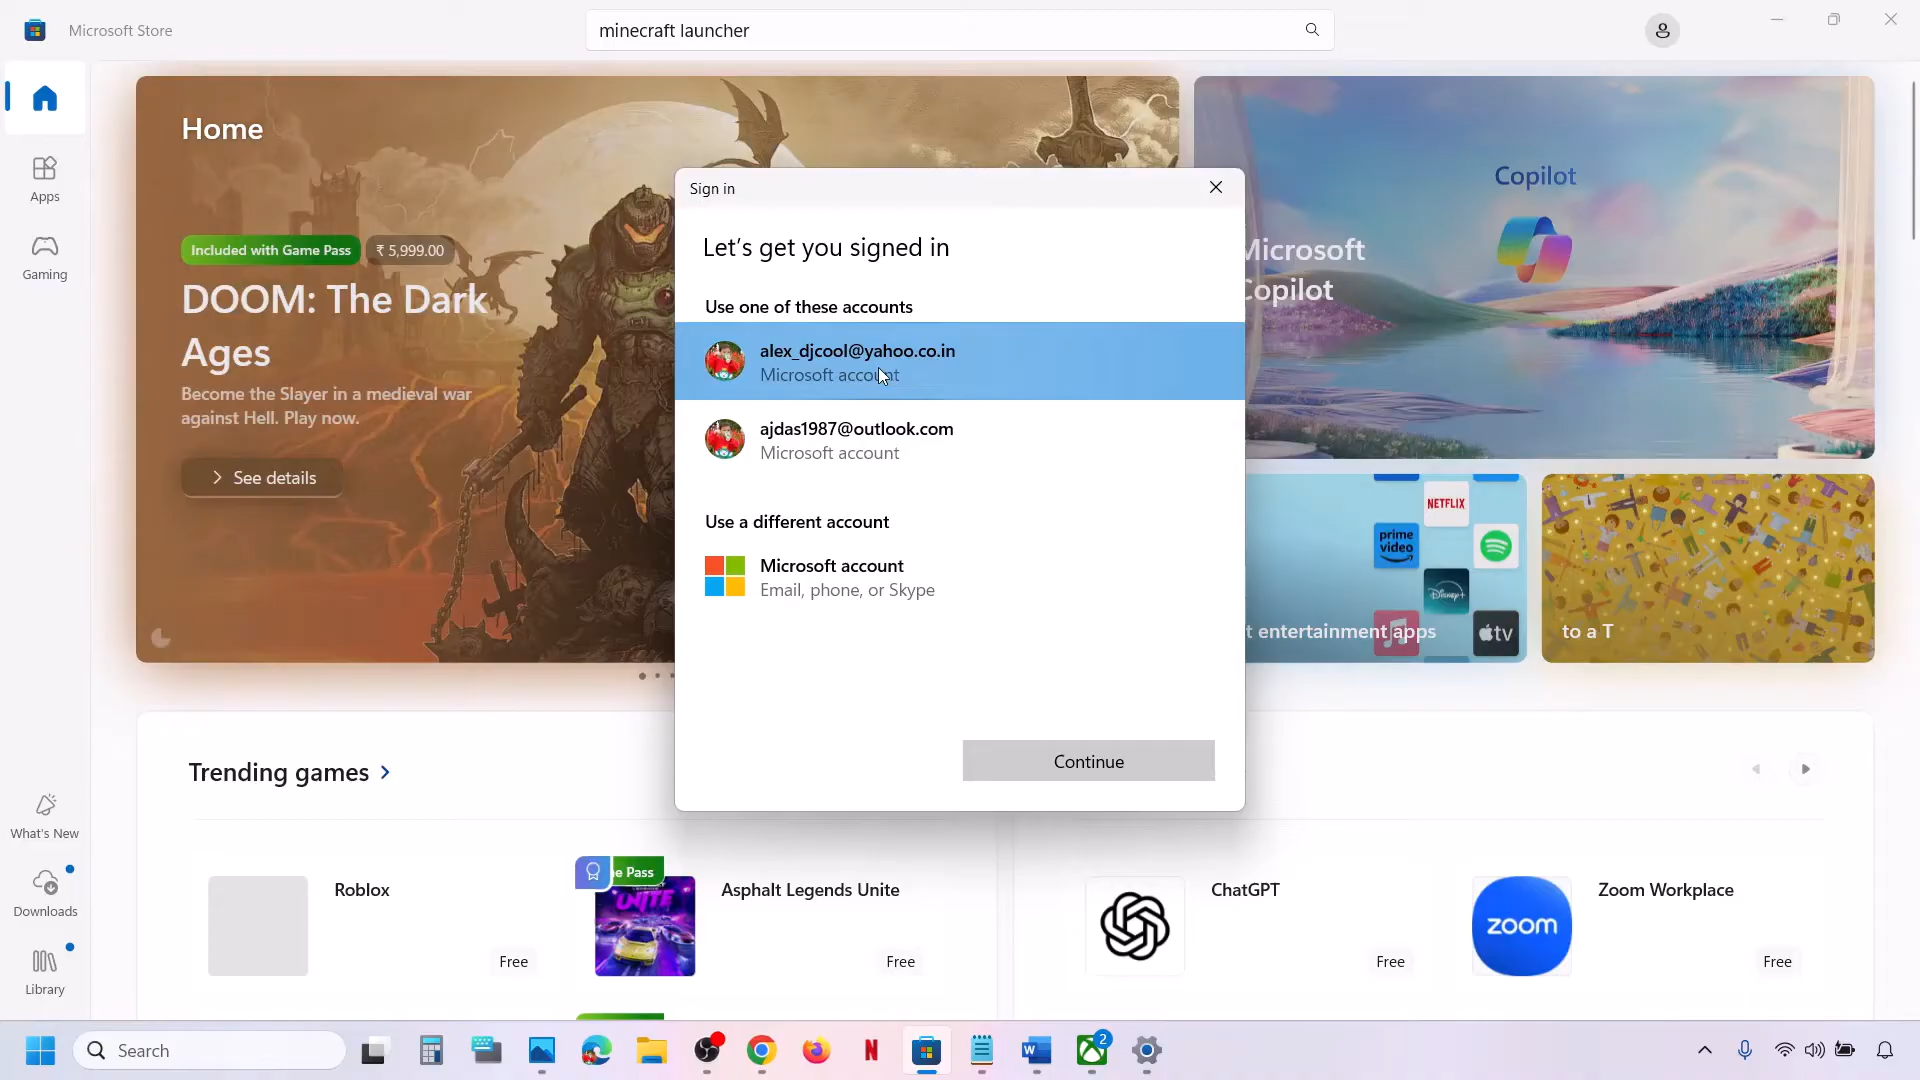 Microsoft Store
minecraft launcher
Home
Apps
Gaming
Included with Game Pass
₹ 5,999.00
DOOM: The Dark
Ages
Become the Slayer in a medieval war
against Hell. Play now.
See details
Copilot
Microsoft
Copilot
Sign in
Let's get you signed in
Use one of these accounts
alex_djcool@yahoo.co.in
Microsoft account
ajdas1987@outlook.com
Microsoft account
Use a different account
Microsoft account
Email, phone, or Skype
Continue
NETFLIX
prime
video
Disney+
tv
t entertainment apps
to a T
Trending games
What's New
Downloads
Library
Roblox
Free
e Pass
UNITE
Asphalt Legends Unite
Free
ChatGPT
Free
zoom
Zoom Workplace
Free
Search
N
W
2